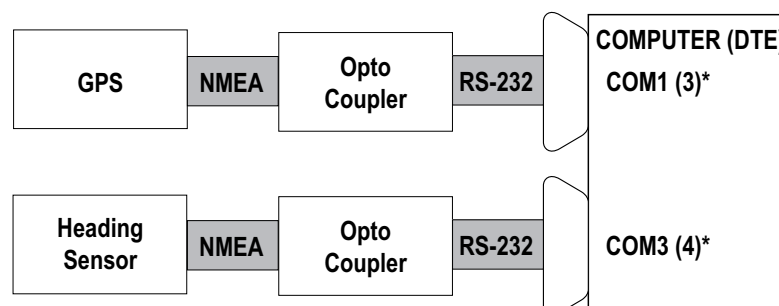 COMPUTER (DTE)
GPS
NMEA
Opto
Coupler
RS-232
COM1 (3)*
Heading
Sensor
NMEA
Opto
Coupler
RS-232
COM3 (4)*